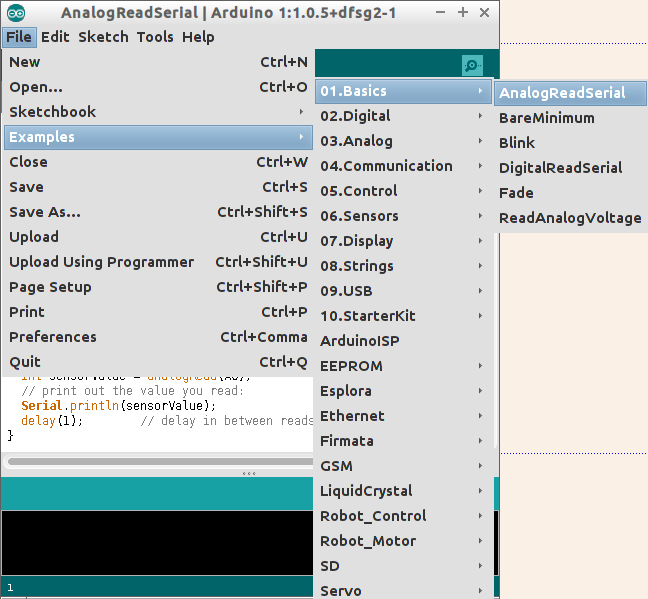 AnalogReadSerial | Arduino 1:1.0.5+dfsg2-1
File Edit Sketch Tools Help
New Ctrl+N
Open... Ctrl+O
Sketchbook
Examples
Close Ctrl+W
Save Ctrl+S
Save As... Ctrl+Shift+S
Upload Ctrl+U
Upload Using Programmer Ctrl+Shift+U
Page Setup Ctrl+Shift+P
Print Ctrl+P
Preferences Ctrl+Comma
Quit Ctrl+Q
01.Basics
02.Digital
03.Analog
04.Communication
05.Control
06.Sensors
07.Display
08.Strings
09.USB
10.StarterKit
ArduinoISP
EEPROM
Esplora
Ethernet
Firmata
GSM
LiquidCrystal
Robot_Control
Robot_Motor
SD
Servo
AnalogReadSerial
BareMinimum
Blink
DigitalReadSerial
Fade
ReadAnalogVoltage
int sensorValue = analogRead(A0);
// print out the value you read:
Serial.println(sensorValue);
delay(1); // delay in between reads
}
1